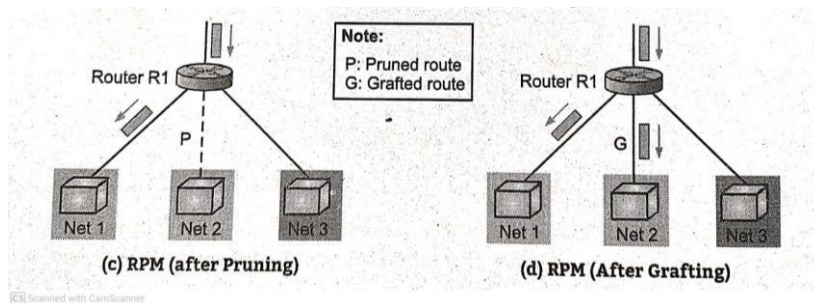 Note:
P: Pruned route
G: Grafted route
Router R1
P
Net 1
Net 2
Net 3
(c) RPM (after Pruning)
Router R1
G
Net 1
Net 2
Net 3
(d) RPM (After Grafting)
CS Scanned with CamScanner